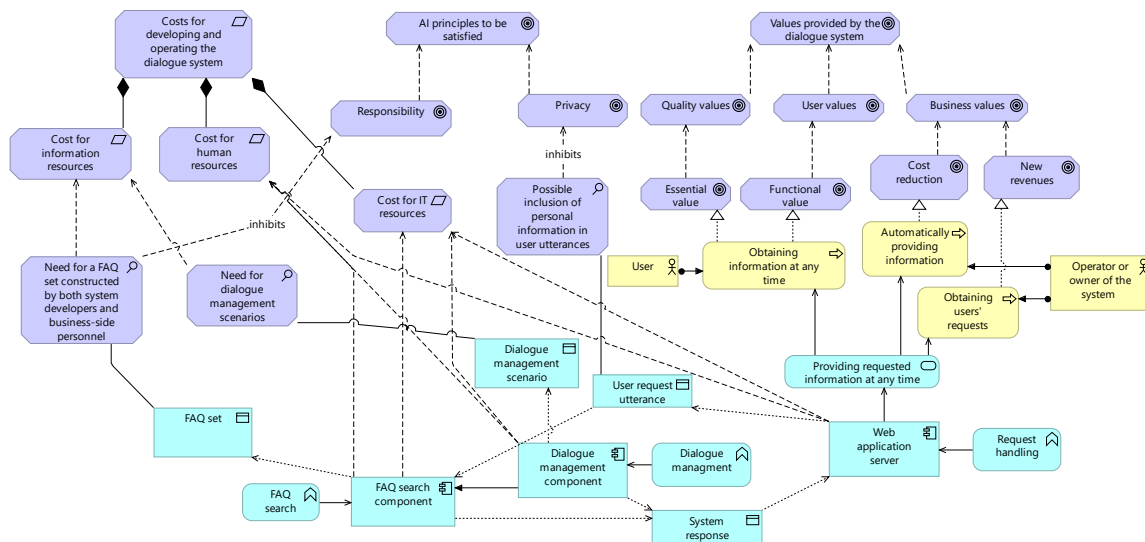 Costs for
developing and
operating the
dialogue system
AI principles to be
satisfied
Values provided by the
dialogue system
Responsibility
Privacy
Quality values
User values
Business values
Cost for
information
resources
Cost for
human
resources
inhibits
Cost
reduction
New
revenues
Cost for IT
resources
Possible
inclusion of
personal
information in
user utterances
Essential
value
Functional
value
inhibits
Automatically
providing
information
Need for a FAQ
set constructed
by both system
developers and
business-side
personnel
Need for
dialogue
management
scenarios
User
Obtaining
information at any
time
Operator or
owner of the
system
Obtaining
users'
requests
Dialogue
management
scenario
Providing requested
information at any time
User request
utterance
FAQ set
Web
application
server
Request
handling
Dialogue
management
component
Dialogue
managment
FAQ
search
FAQ search
component
System
response